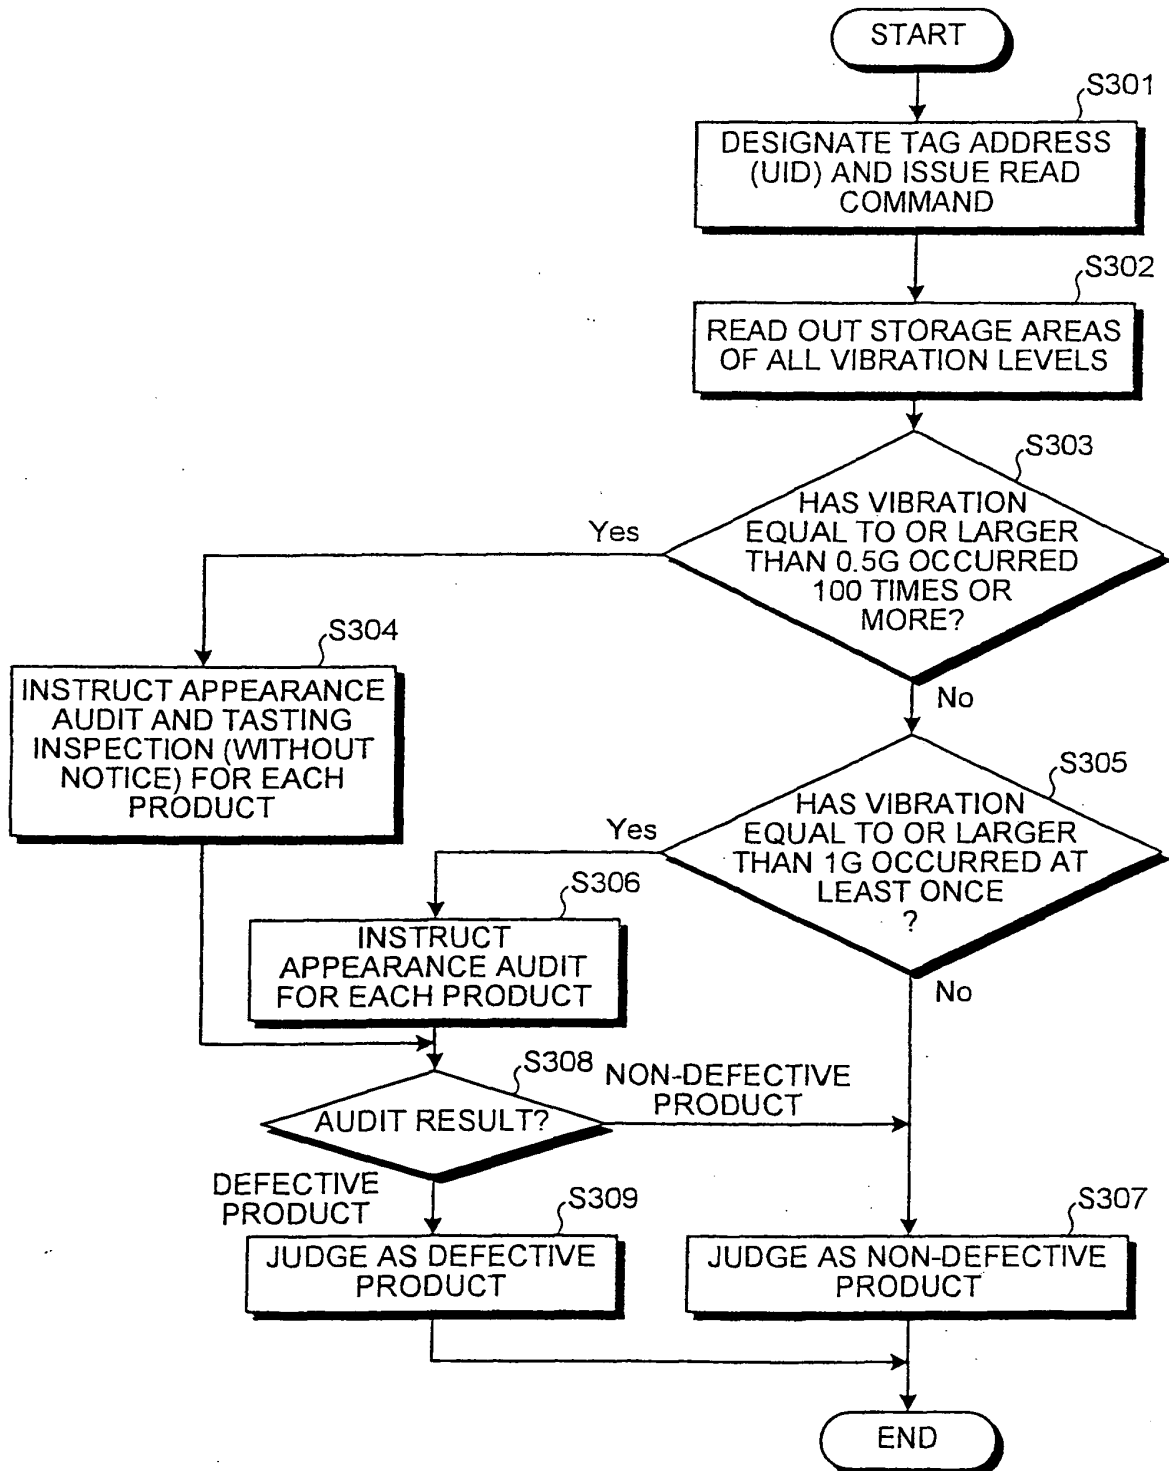 START
S301
DESIGNATE TAG ADDRESS
(UID) AND ISSUE READ
COMMAND
S302
READ OUT STORAGE AREAS
OF ALL VIBRATION LEVELS
S303
HAS VIBRATION
EQUAL TO OR LARGER
THAN 0.5G OCCURRED
100 TIMES OR
MORE?
Yes
No
S304
INSTRUCT APPEARANCE
AUDIT AND TASTING
INSPECTION (WITHOUT
NOTICE) FOR EACH
PRODUCT
S305
HAS VIBRATION
EQUAL TO OR LARGER
THAN 1G OCCURRED AT
LEAST ONCE
?
Yes
No
S306
INSTRUCT
APPEARANCE AUDIT
FOR EACH PRODUCT
S308
AUDIT RESULT?
NON-DEFECTIVE
PRODUCT
DEFECTIVE
PRODUCT
S309
JUDGE AS DEFECTIVE
PRODUCT
S307
JUDGE AS NON-DEFECTIVE
PRODUCT
END